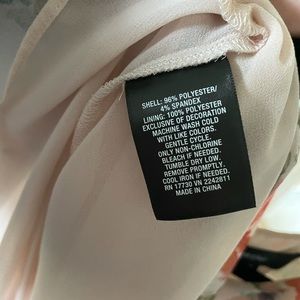 SHELL: 96% POLYESTER/
4% SPANDEX
LINING: 100% POLYESTER
EXCLUSIVE OF DECORATION
MACHINE WASH COLD
WITH LIKE COLORS.
GENTLE CYCLE.
ONLY NON-CHLORINE
BLEACH IF NEEDED.
TUMBLE DRY LOW.
REMOVE PROMPTLY.
COOL IRON IF NEEDED.
RN 17730 VN 2242811
MADE IN CHINA